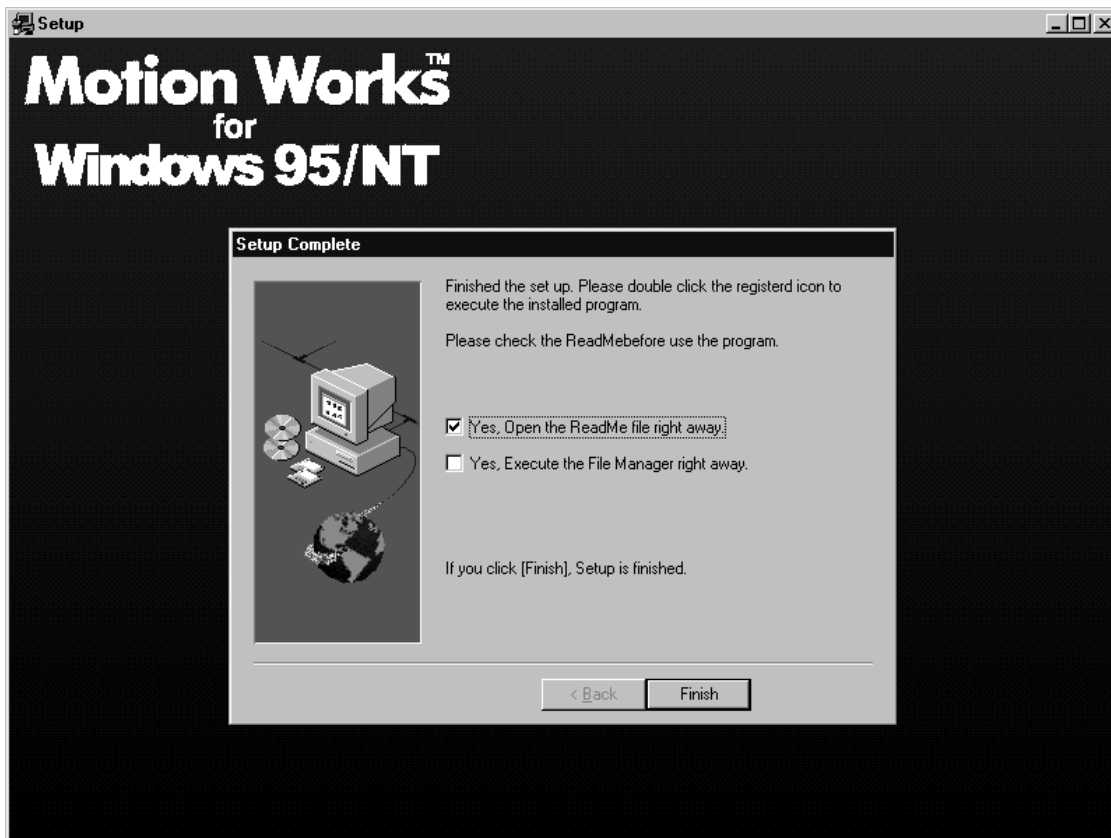 Setup
Motion Works™
for
Windows 95/NT
Setup Complete
Finished the set up. Please double click the registerd icon to
execute the installed program.
Please check the ReadMebefore use the program.
Yes, Open the ReadMe file right away.
Yes, Execute the File Manager right away.
If you click [Finish], Setup is finished.
< Back
Finish